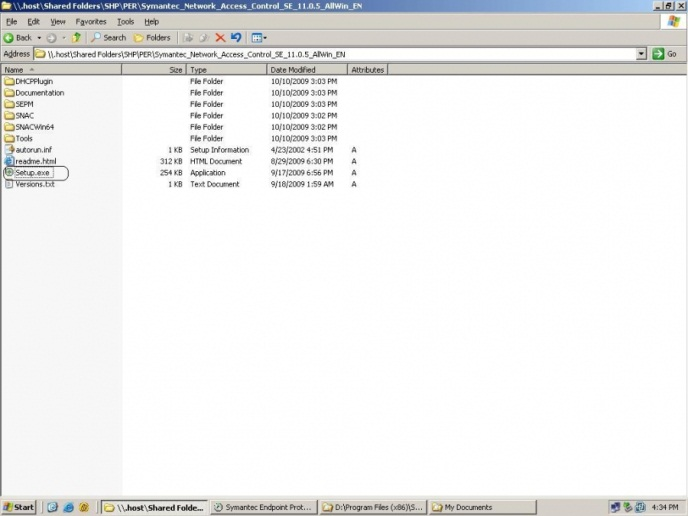 \\.host\Shared Folders\SHP\PER\Symantec_Network_Access_Control_SE_11.0.5_AllWin_EN
File Edit View Favorites Tools Help
Back Search Folders
Address \\.host\Shared Folders\SHP\PER\Symantec_Network_Access_Control_SE_11.0.5_AllWin_EN Go
Name Size Type Date Modified Attributes
DHCPPlugin File Folder 10/10/2009 3:03 PM
Documentation File Folder 10/10/2009 3:03 PM
SEPM File Folder 10/10/2009 3:03 PM
SNAC File Folder 10/10/2009 3:02 PM
SNACWin64 File Folder 10/10/2009 3:02 PM
Tools File Folder 10/10/2009 3:03 PM
autorun.inf 1 KB Setup Information 4/23/2002 4:51 PM A
readme.html 312 KB HTML Document 8/29/2009 6:30 PM A
Setup.exe 254 KB Application 9/17/2009 6:56 PM A
Versions.txt 1 KB Text Document 9/18/2009 1:59 AM A
Start \\.host\Shared Folde... Symantec Endpoint Prot... D:\Program Files (x86)\S... My Documents 4:34 PM